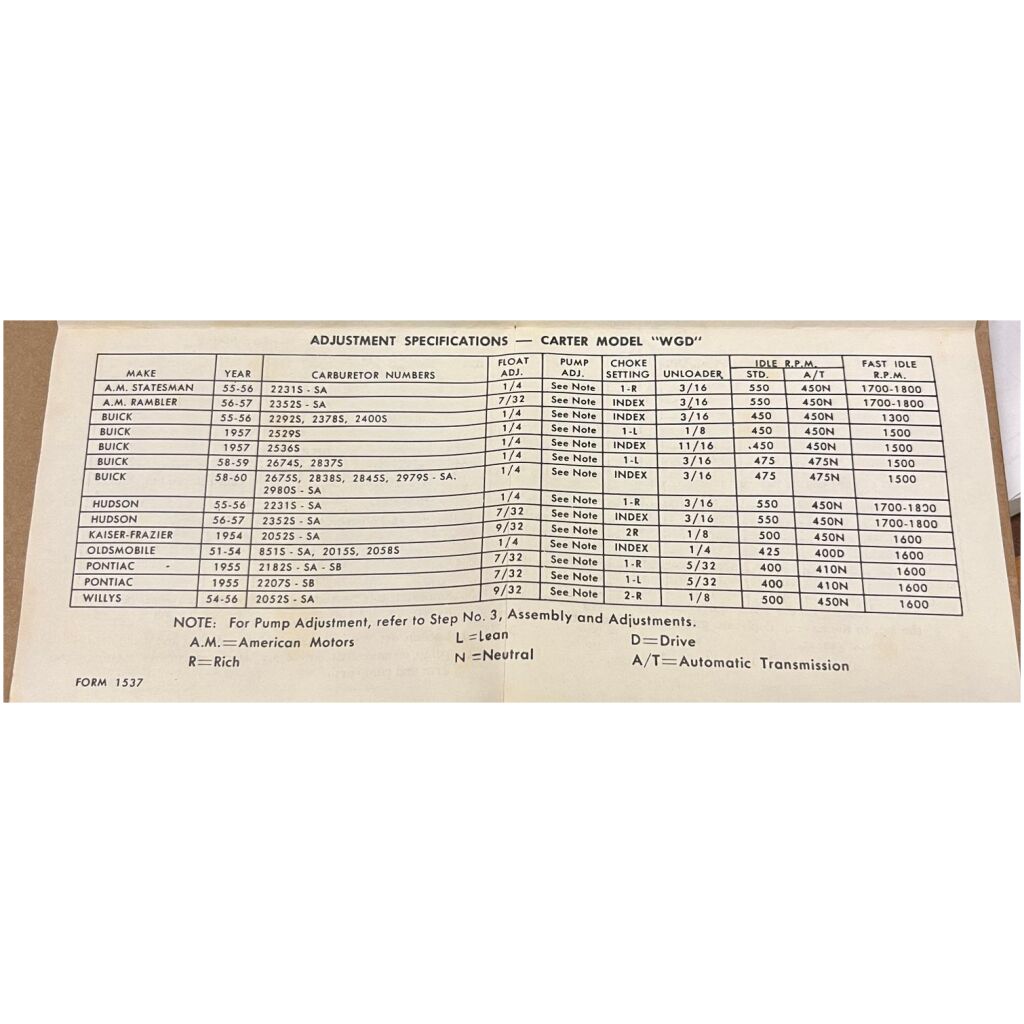 ADJUSTMENT SPECIFICATIONS — CARTER MODEL "WGD"
MAKE YEAR CARBURETOR NUMBERS FLOAT ADJ. PUMP ADJ. CHOKE SETTING UNLOADER IDLE R.P.M. STD. A/T FAST IDLE R.P.M.
A.M. STATESMAN 55-56 2231S - SA 1/4 See Note 1-R 3/16 550 450N 1700-1800
A.M. RAMBLER 56-57 2352S - SA 7/32 See Note INDEX 3/16 550 450N 1700-1800
BUICK 55-56 2292S, 2378S, 2400S 1/4 See Note INDEX 3/16 450 450N 1300
BUICK 1957 2529S 1/4 See Note 1-L 1/8 450 450N 1500
BUICK 1957 2536S 1/4 See Note INDEX 11/16 .450 450N 1500
BUICK 58-59 2674S, 2837S 1/4 See Note 1-L 3/16 475 475N 1500
BUICK 58-60 2675S, 2838S, 2845S, 2979S - SA. 1/4 See Note INDEX 3/16 475 475N 1500
2980S - SA
HUDSON 55-56 2231S - SA 1/4 See Note 1-R 3/16 550 450N 1700-1800
HUDSON 56-57 2352S - SA 7/32 See Note INDEX 3/16 550 450N 1700-1800
KAISER-FRAZIER 1954 2052S - SA 9/32 See Note 2R 1/8 500 450N 1600
OLDSMOBILE 51-54 851S - SA, 2015S, 2058S 1/4 See Note INDEX 1/4 425 400D 1600
PONTIAC - 1955 2182S - SA - SB 7/32 See Note 1-R 5/32 400 410N 1600
PONTIAC 1955 2207S - SB 7/32 See Note 1-L 5/32 400 410N 1600
WILLYS 54-56 2052S - SA 9/32 See Note 2-R 1/8 500 450N 1600
NOTE: For Pump Adjustment, refer to Step No. 3, Assembly and Adjustments.
A.M.=American Motors L =Lean D=Drive
R=Rich N =Neutral A/T=Automatic Transmission
FORM 1537